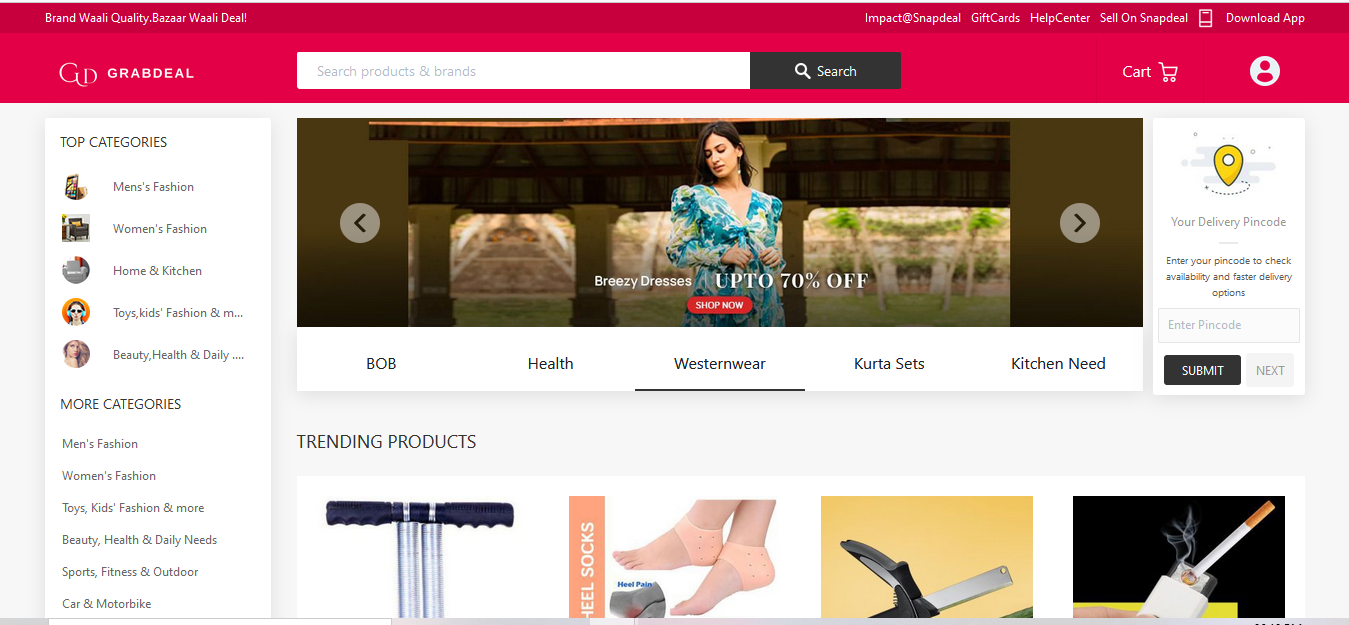 Brand Waali Quality.Bazaar Waali Deal!
Impact@Snapdeal GiftCards HelpCenter Sell On Snapdeal Download App
GD GRABDEAL
Search products & brands
Search
Cart
TOP CATEGORIES
Mens's Fashion
Women's Fashion
Home & Kitchen
Toys,kids' Fashion & m...
Beauty,Health & Daily ....
MORE CATEGORIES
Men's Fashion
Women's Fashion
Toys, Kids' Fashion & more
Beauty, Health & Daily Needs
Sports, Fitness & Outdoor
Car & Motorbike
Breezy Dresses UPTO 70% OFF
SHOP NOW
BOB Health Westernwear Kurta Sets Kitchen Need
Your Delivery Pincode
Enter your pincode to check
availability and faster delivery
options
Enter Pincode
SUBMIT NEXT
TRENDING PRODUCTS
HEEL SOCKS
Heel Pain